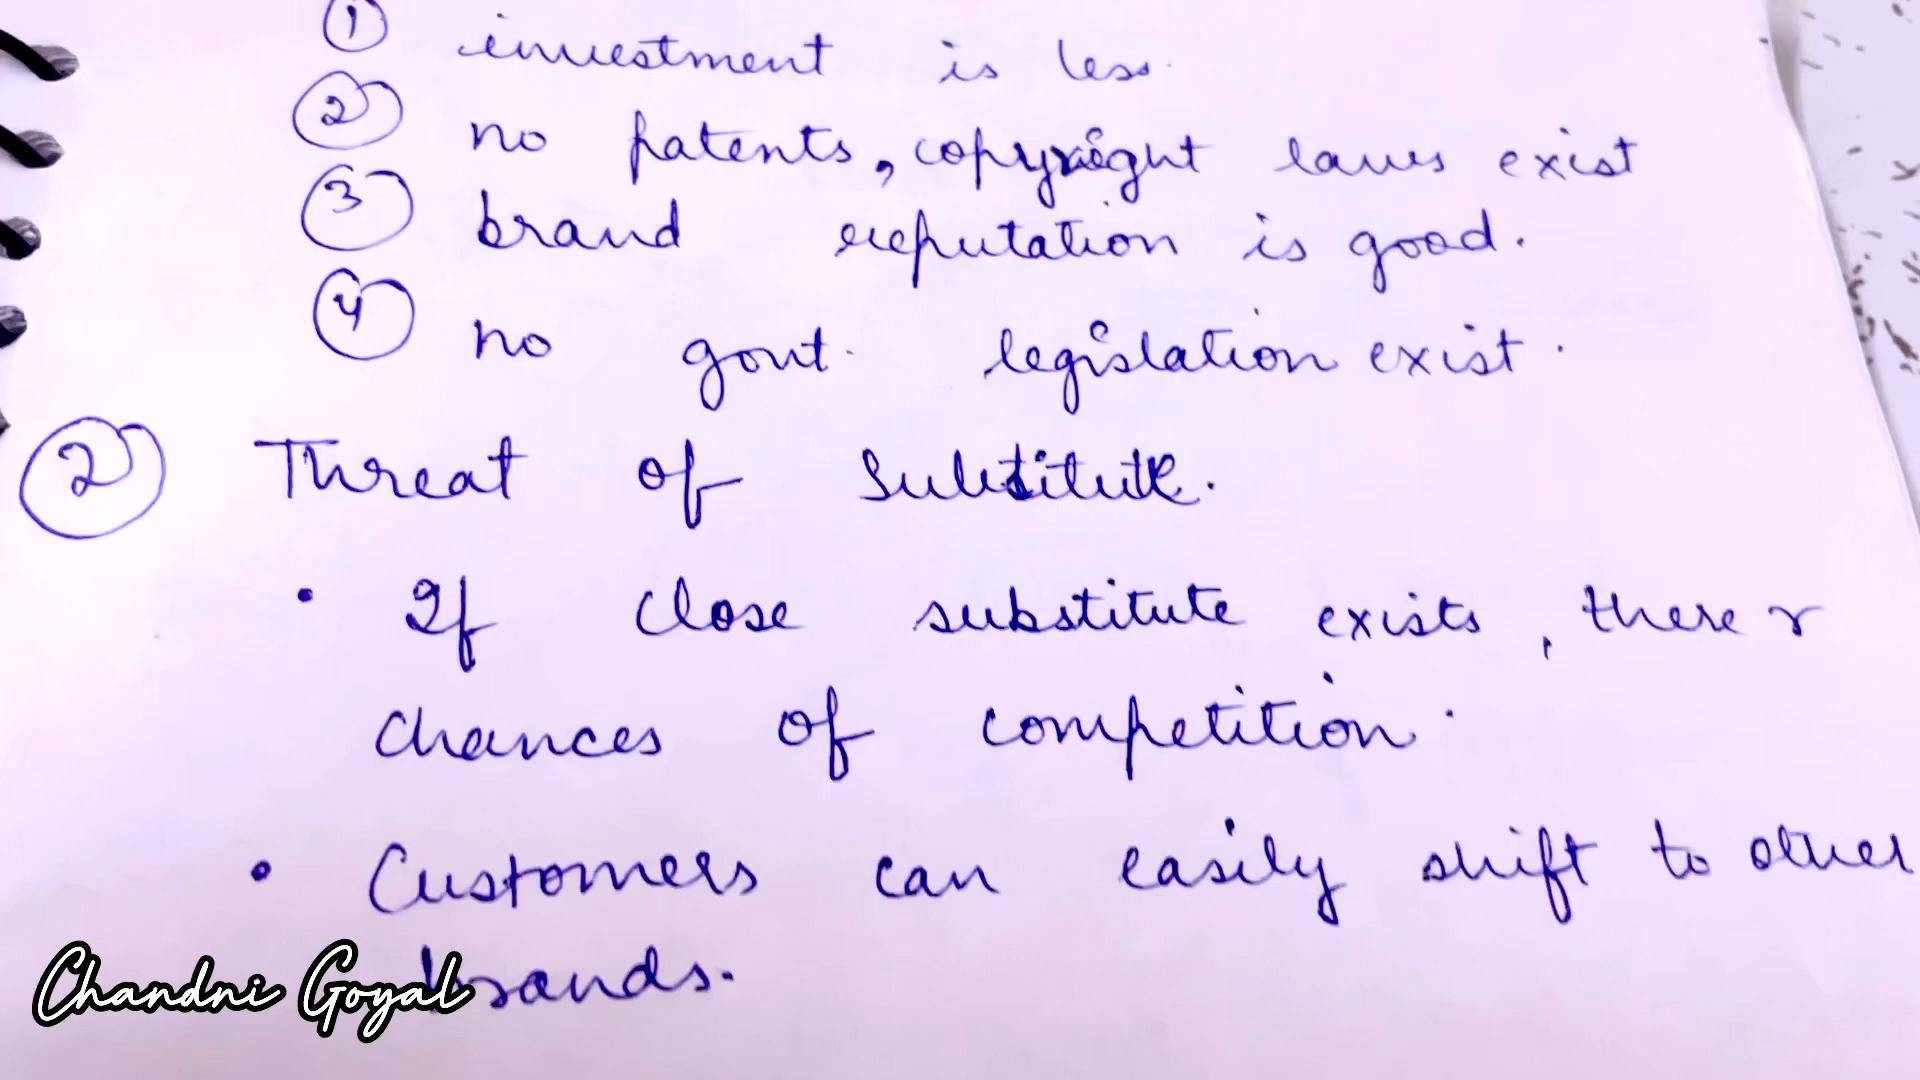 ① investment is less.
② no patents, copyright laws exist
③ brand reputation is good.
④ no govt. legislation exist.
② Threat of Substitute.
• If close substitute exists, there r
chances of competition.
• Customers can easily shift to other
brands.
Chandni Goyal